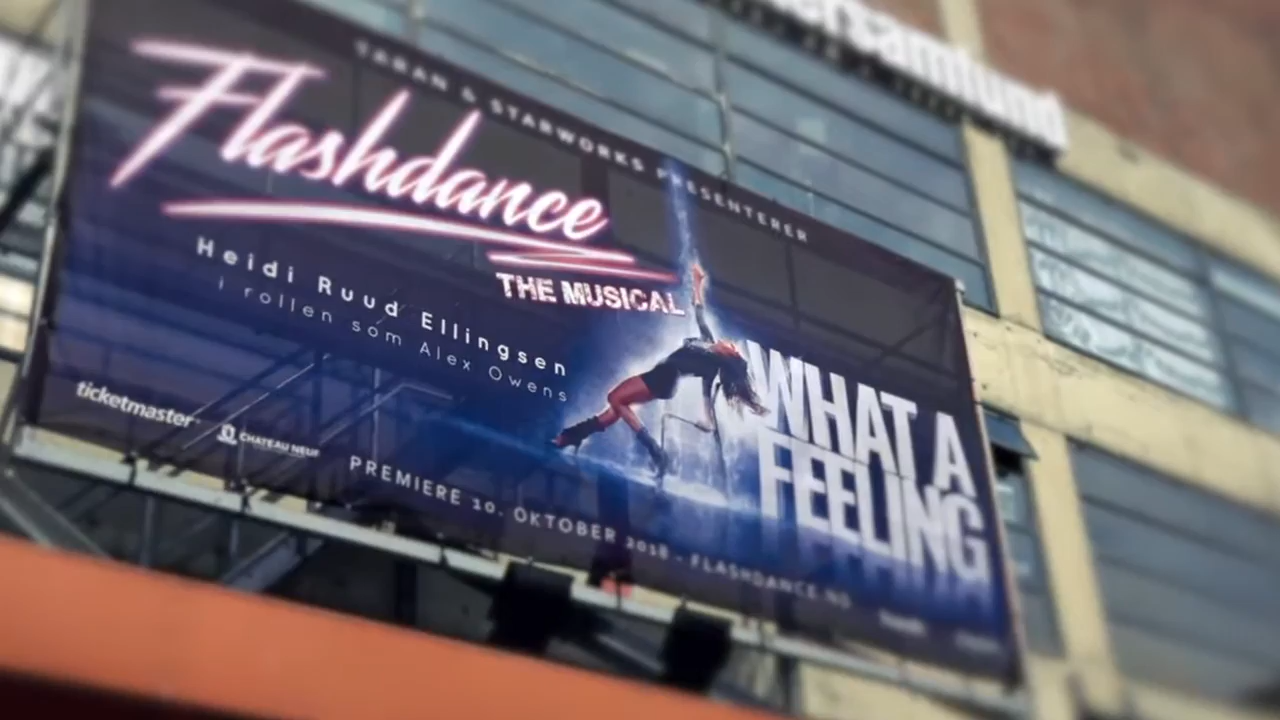 TARAN & STARWORKS PRESENTERER
Flashdance
THE MUSICAL
Heidi Ruud Ellingsen
i rollen som Alex Owens
WHAT A
FEELING
ticketmaster
CHATEAU NEUF
PREMIERE 10. OKTOBER 2018 - FLASHDANCE.NO